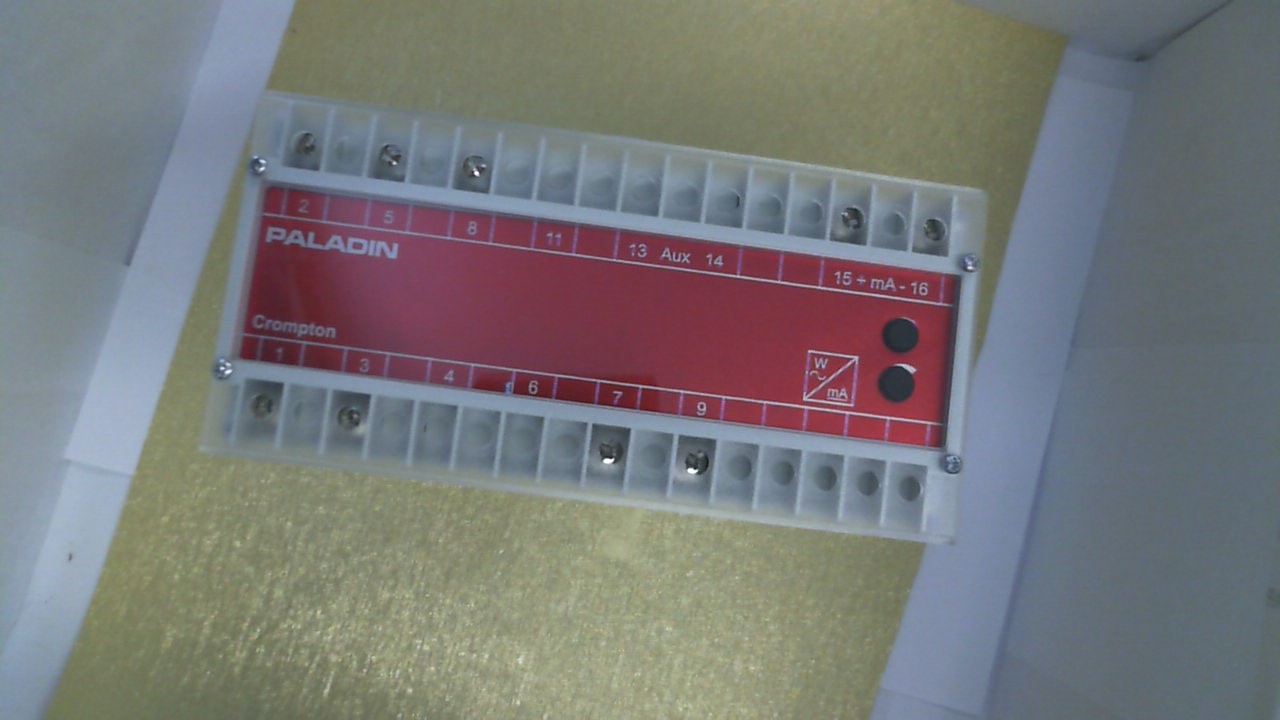 2 5 8 11 13 Aux 14 15 + mA - 16
PALADIN
Crompton
W
~
mA
1 3 4 6 7 9